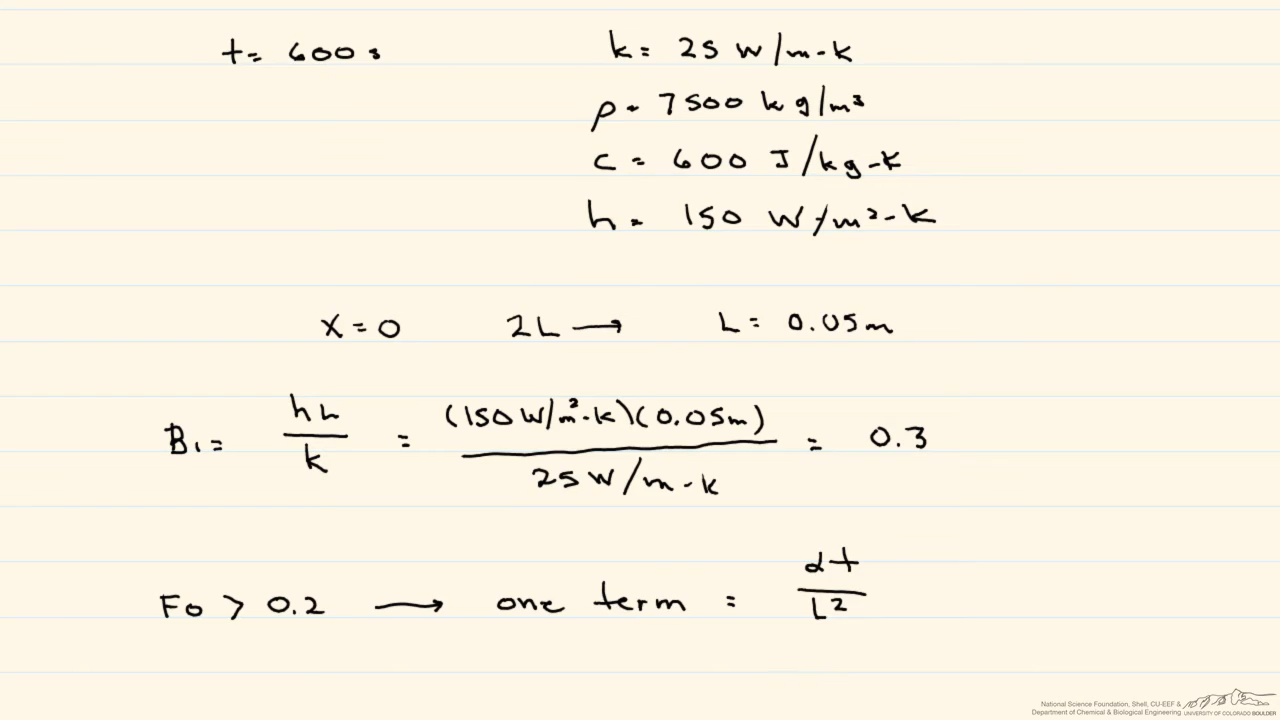 t= 600 s k= 25 W/m-k
ρ= 7500 kg/m³
c = 600 J/kg-k
h = 150 W/m²-k
x = 0 2L → L = 0.05m
Bi = hL/k = (150 W/m²-k)(0.05m)/25 W/m-k = 0.3
Fo > 0.2 → one term = αt/L²
National Science Foundation, Shell, CU-EEF &
Department of Chemical & Biological Engineering UNIVERSITY OF COLORADO BOULDER